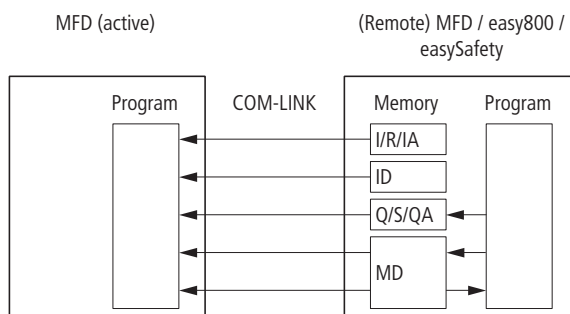 MFD (active)
(Remote) MFD / easy800 /
easySafety
Program
COM-LINK
Memory
Program
I/R/IA
ID
Q/S/QA
MD